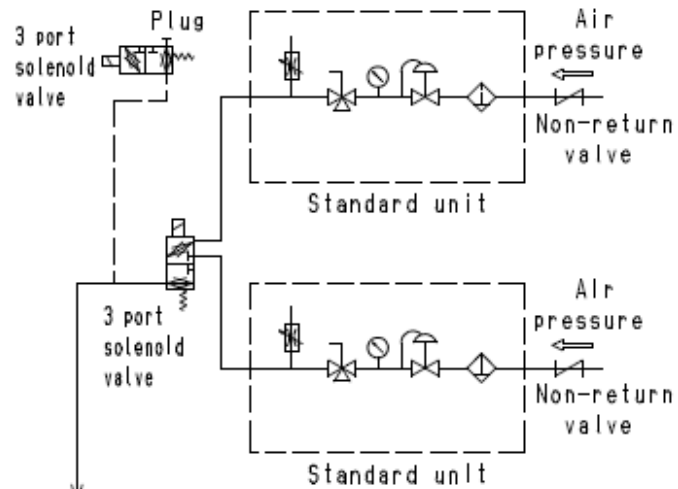 Plug
3 port
solenoid
valve
Air
pressure
Non-return
valve
Standard unit
3 port
solenoid
valve
Air
pressure
Non-return
valve
Standard unit